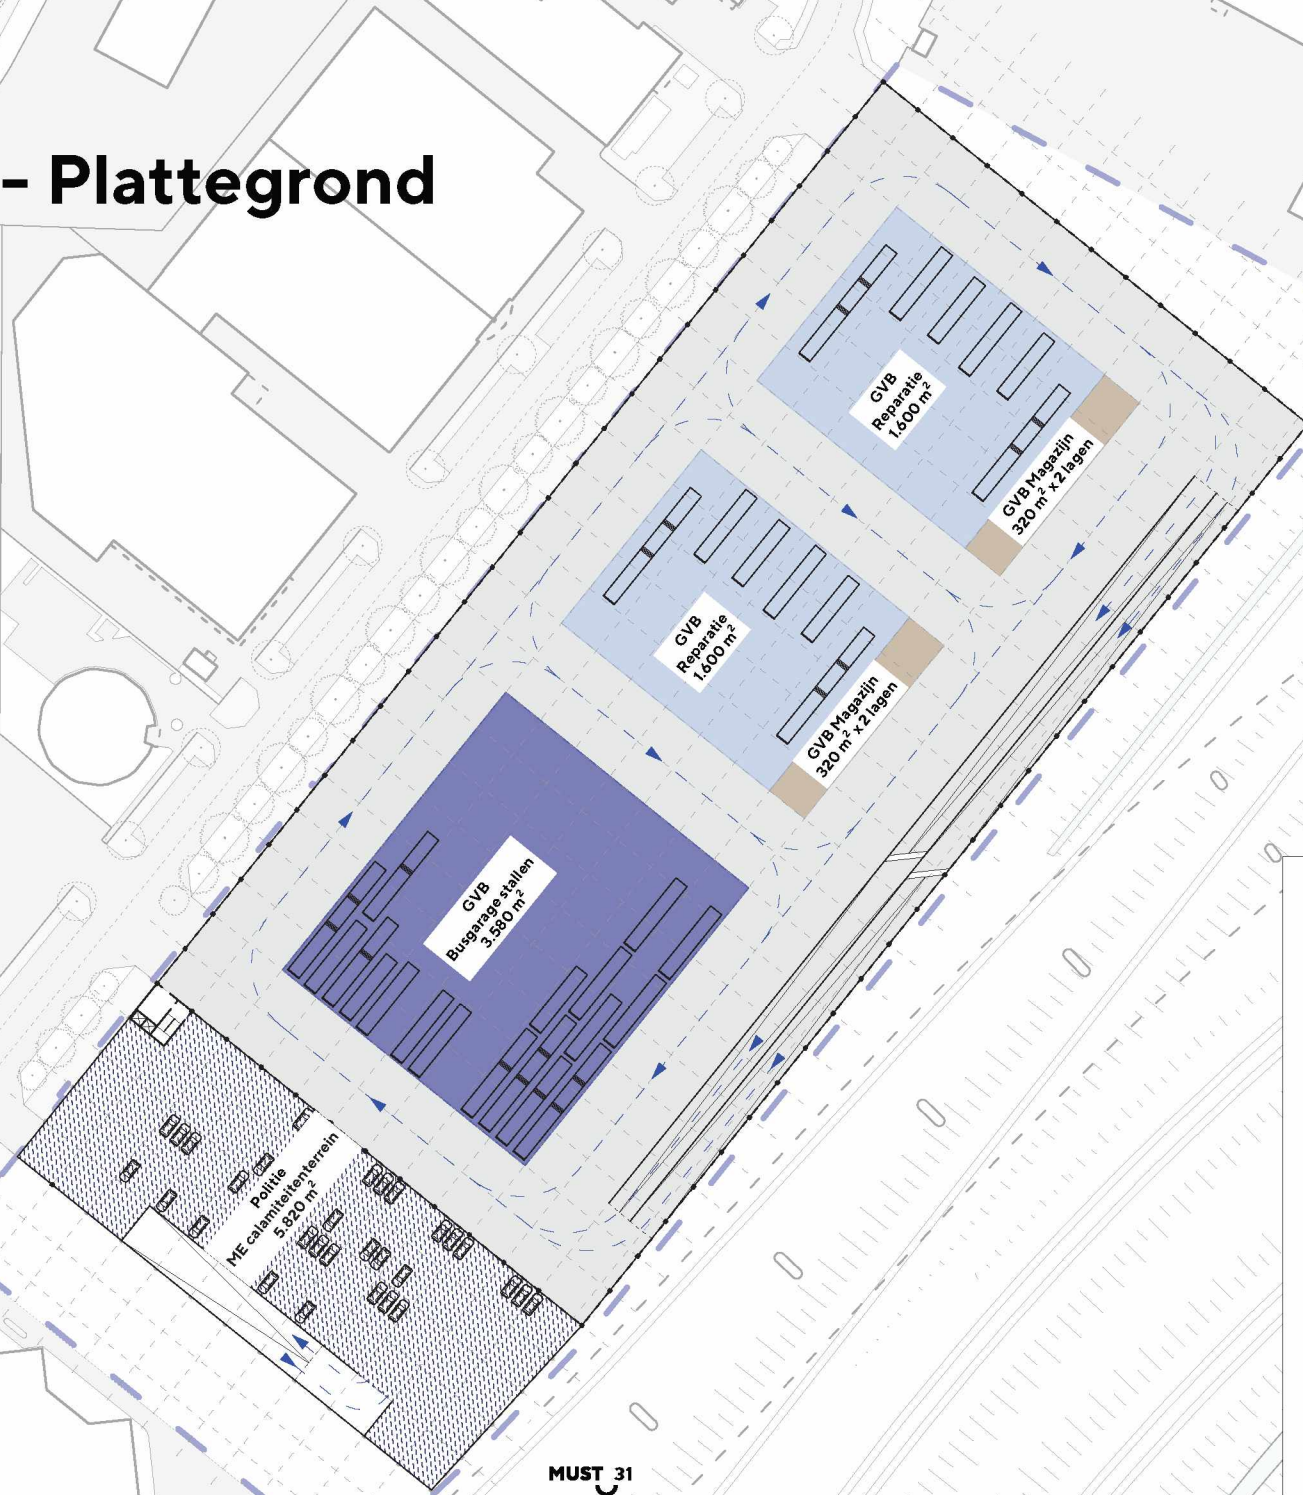 - Plattegrond
GVB
Reparatie
1.600 m²
GVB Magazijn
320 m² x 2 lagen
GVB
Reparatie
1.600 m²
GVB Magazijn
320 m² x 2 lagen
GVB
Busgarage stallen
3.580 m²
Politie
ME calamiteitenterrein
5.820 m²
MUST 31